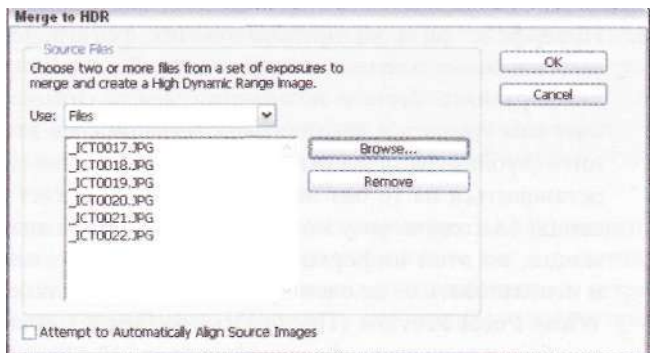 Merge to HDR
Source Files
Choose two or more files from a set of exposures to
merge and create a High Dynamic Range Image.
Use: Files
_ICT0017.JPG
_ICT0018.JPG
_ICT0019.JPG
_ICT0020.JPG
_ICT0021.JPG
_ICT0022.JPG
Browse...
Remove
OK
Cancel
Attempt to Automatically Align Source Images